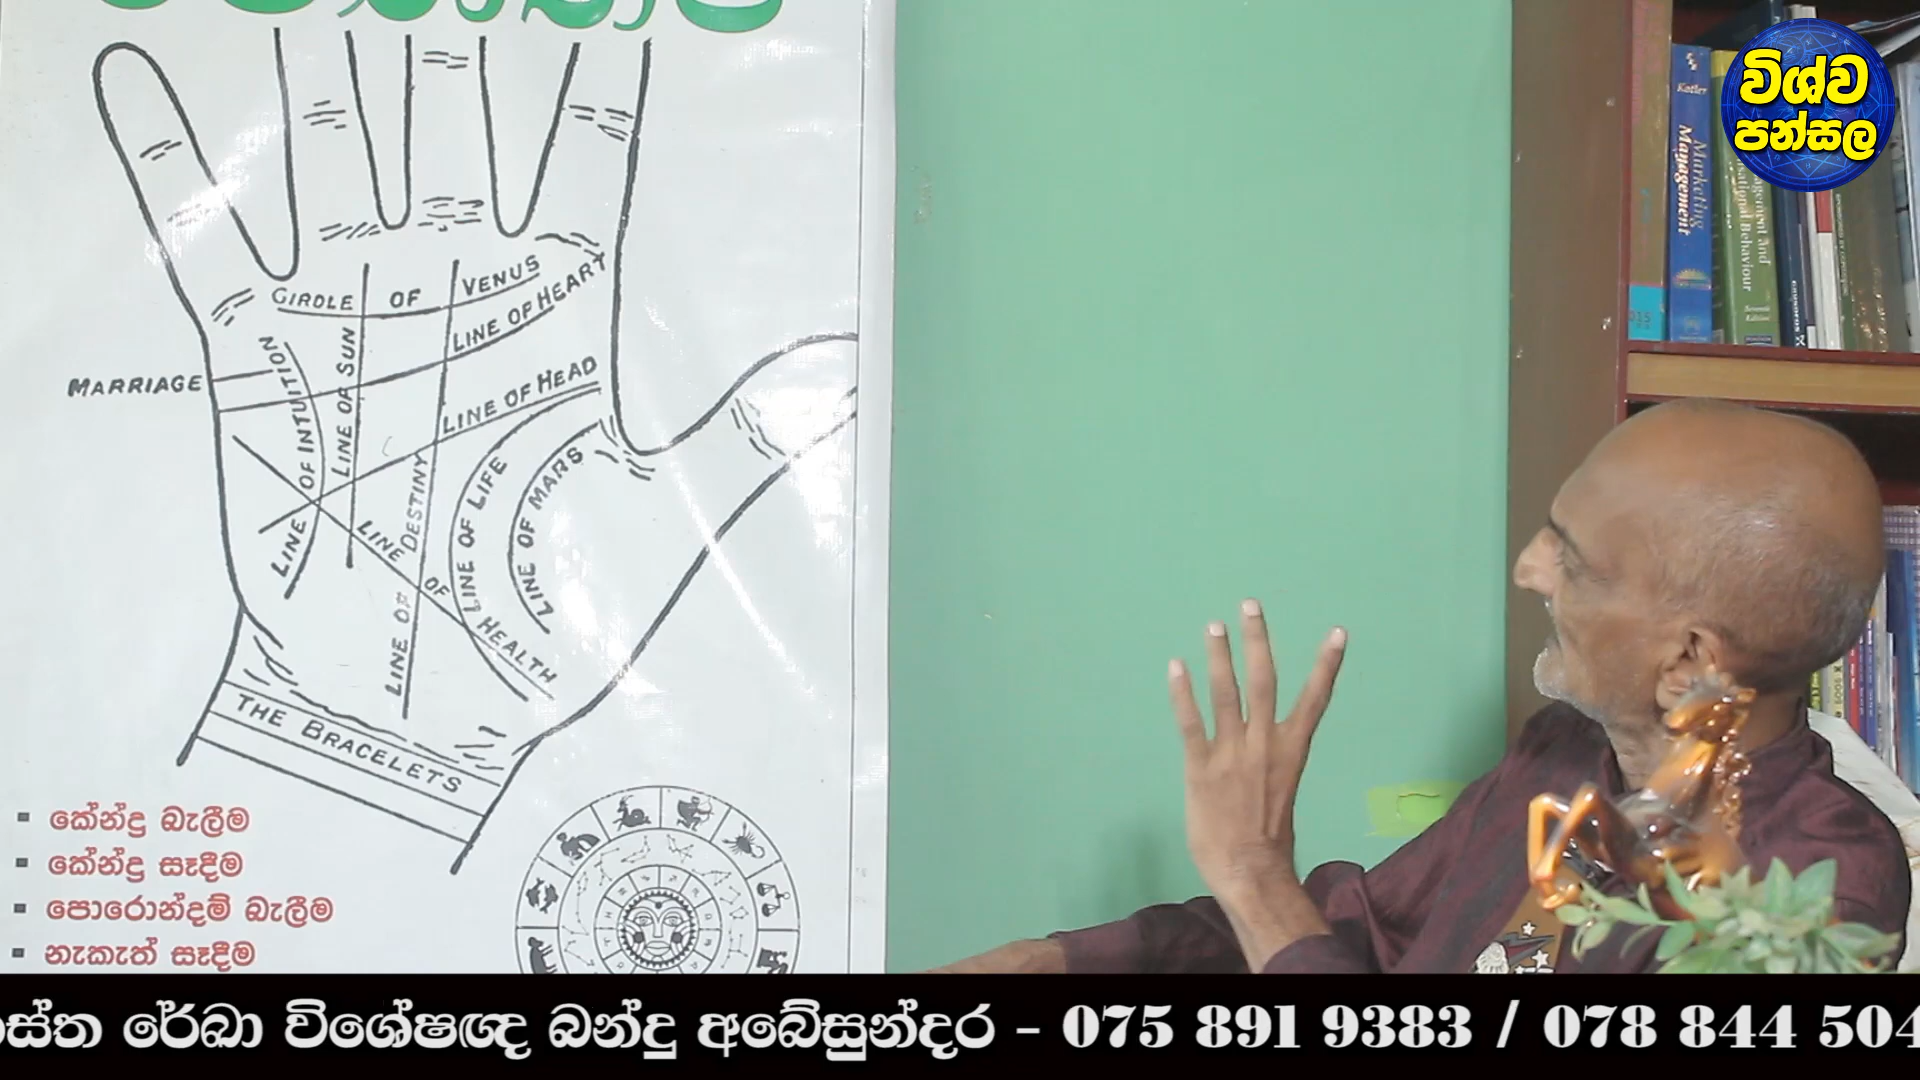 විශ්ව
පන්සල
Kotler
Marketing
Management
GIRDLE OF VENUS
LINE OF HEART
LINE OF HEAD
MARRIAGE
LINE OF INTUITION
LINE OF SUN
LINE OF DESTINY
LINE OF LIFE
LINE OF MARS
LINE OF HEALTH
THE BRACELETS
කේන්ද්‍ර බැලීම
කේන්ද්‍ර සෑදීම
පොරොන්දම් බැලීම
නැකැත් සෑදීම
රේඛා විශේෂඥ බන්දු අබේසුන්දර - 075 891 9383 / 078 844 504